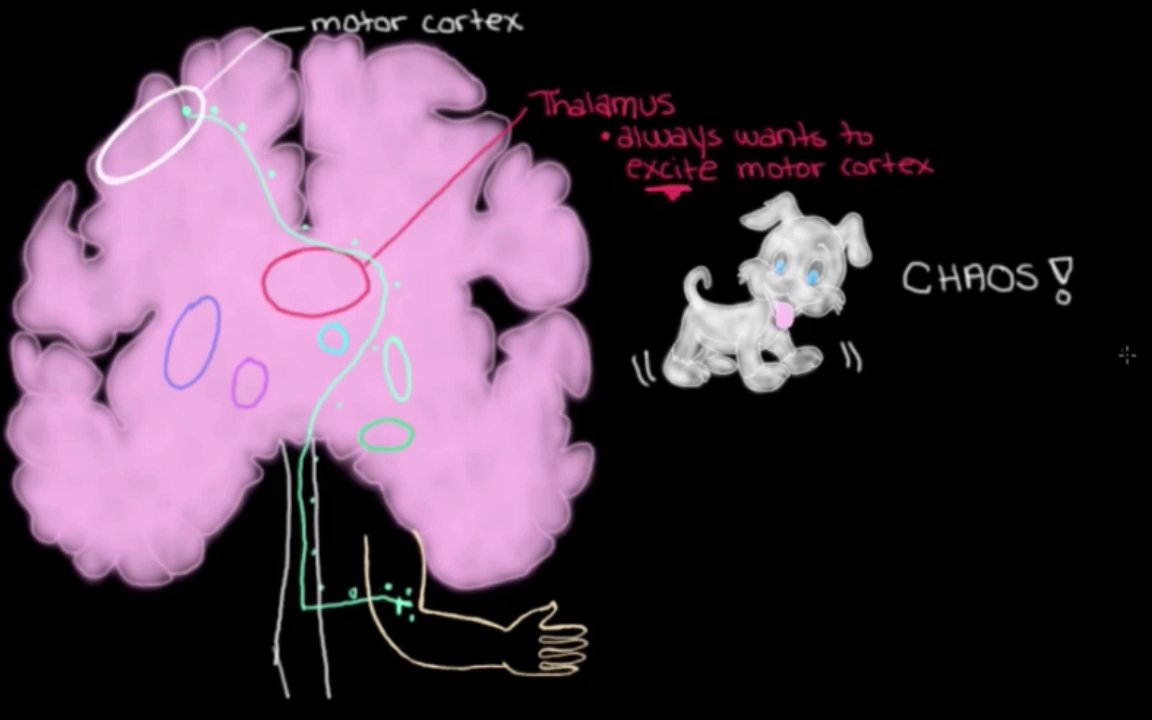 motor cortex
Thalamus
• always wants to
excite motor cortex
CHAOS!